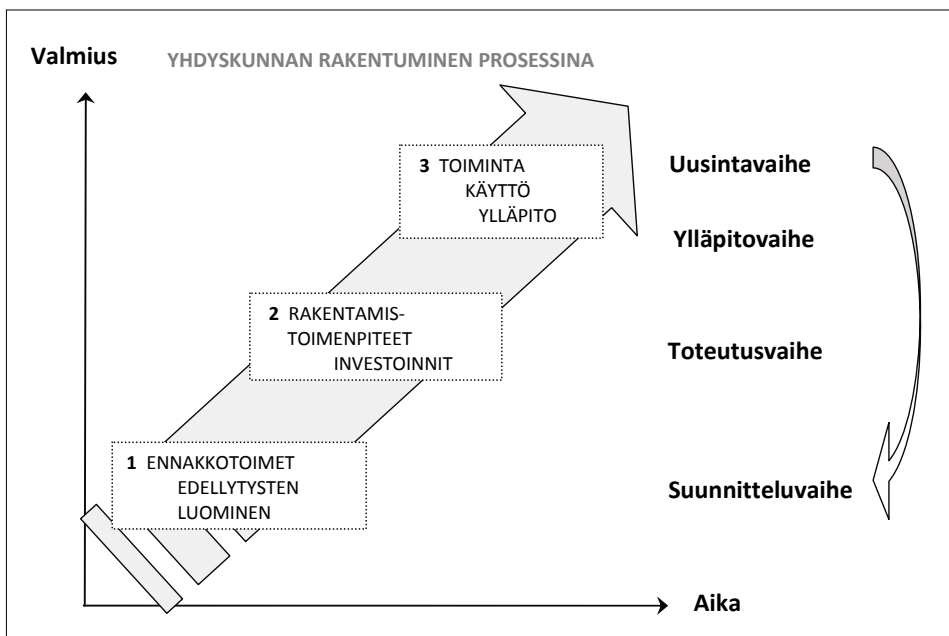 Valmius
YHDYSKUNNAN RAKENTUMINEN PROSESSINA
3 TOIMINTA
KÄYTTÖ
YLLÄPITO
Uusintavaihe
Ylläpitovaihe
2 RAKENTAMIS-
TOIMENPITEET
INVESTOINNIT
Toteutusvaihe
1 ENNAKKOTOIMET
EDELLYTYSTEN
LUOMINEN
Suunnitteluvaihe
Aika